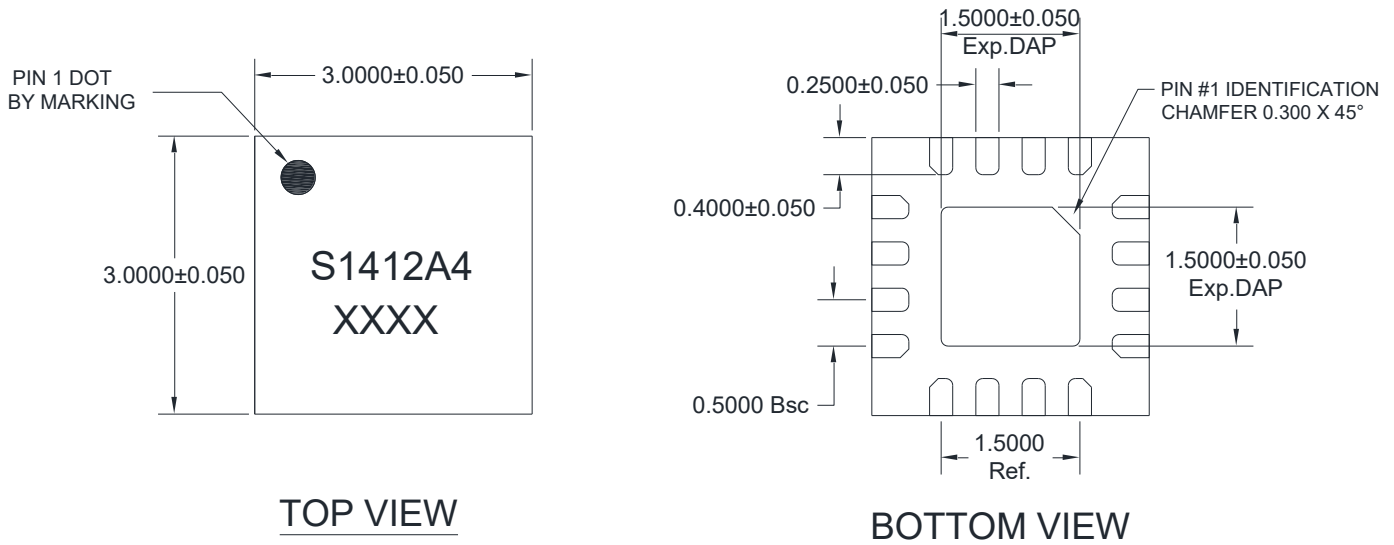 PIN 1 DOT
BY MARKING
3.0000±0.050
3.0000±0.050
S1412A4
XXXX
TOP VIEW
1.5000±0.050
Exp.DAP
0.2500±0.050
PIN #1 IDENTIFICATION
CHAMFER 0.300 X 45°
0.4000±0.050
1.5000±0.050
Exp.DAP
0.5000 Bsc
1.5000
Ref.
BOTTOM VIEW